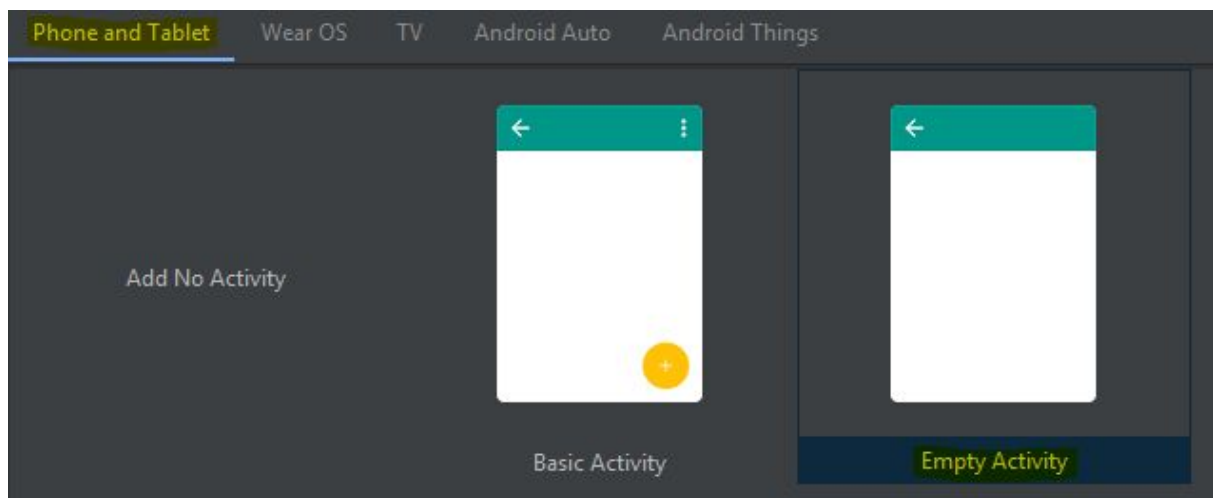 Phone and Tablet Wear OS TV Android Auto Android Things
Add No Activity
Basic Activity
Empty Activity